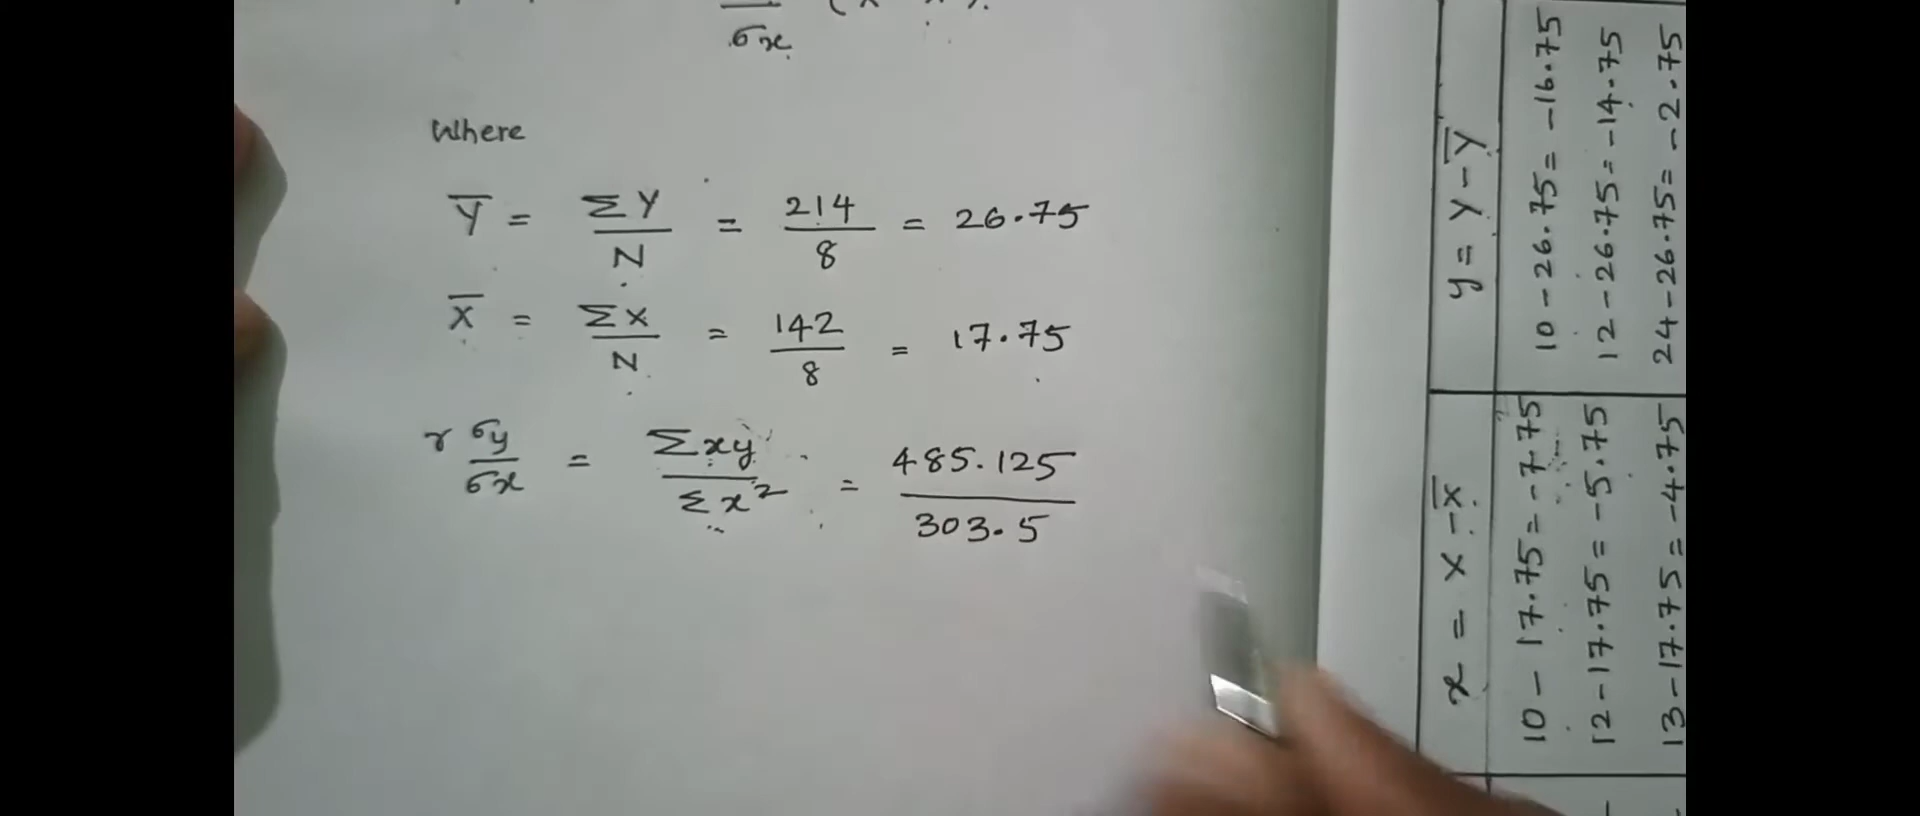 σx
Where
Y̅ = ΣY/N = 214/8 = 26.75
X̅ = ΣX/N = 142/8 = 17.75
r σy/σx = Σxy/Σx² = 485.125/303.5
x = X - X̅
y = Y - Y̅
10 - 17.75 = -7.75
10 - 26.75 = -16.75
12 - 17.75 = -5.75
12 - 26.75 = -14.75
13 - 17.75 = -4.75
24 - 26.75 = -2.75